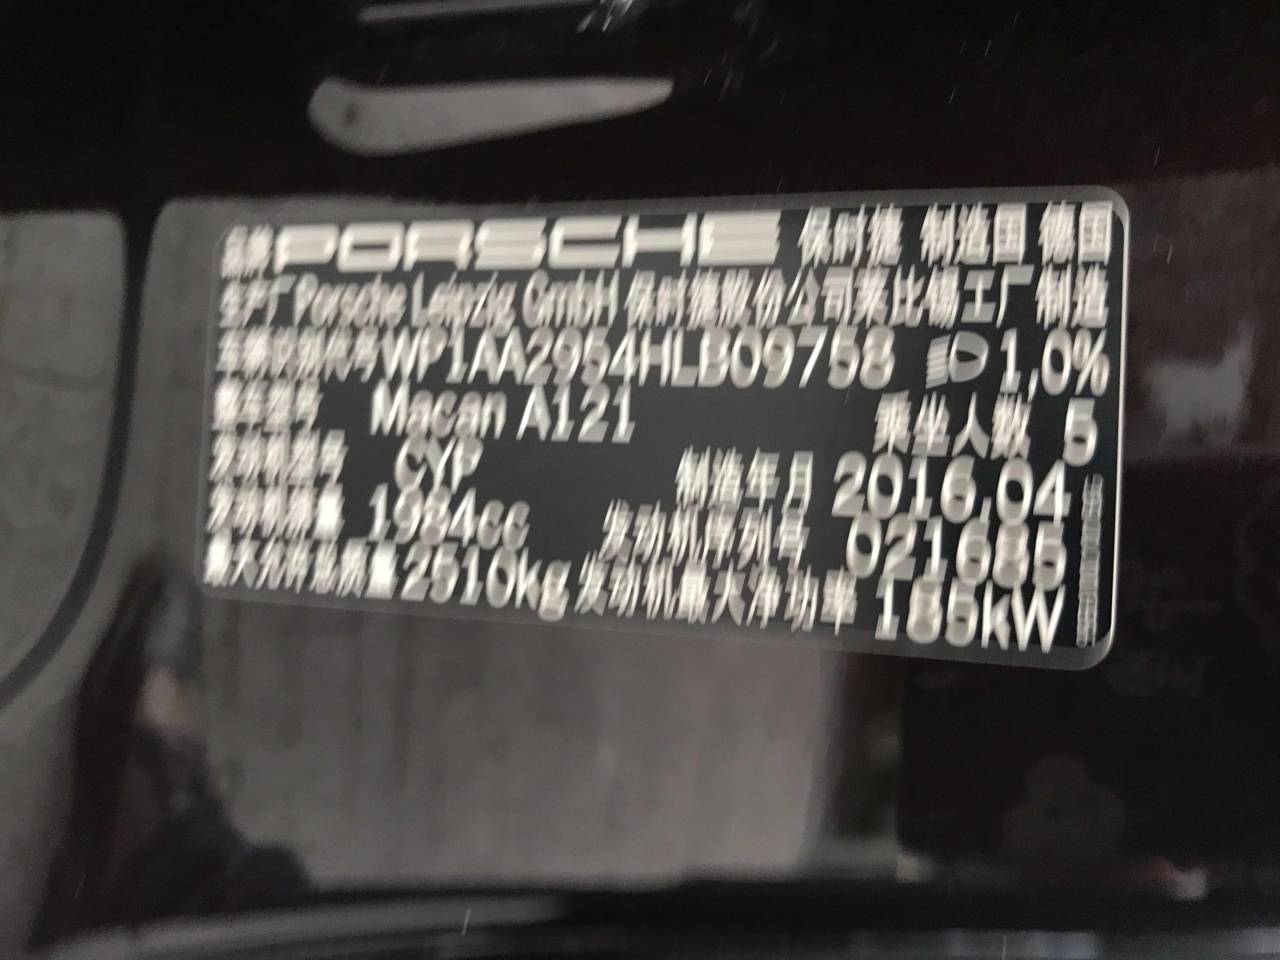 品牌 PORSCHE 保时捷 制造国 德国
生产厂 Porsche Leipzig GmbH 保时捷股份公司莱比锡工厂 制造
车辆识别代号 WP1AA2954HLB09758 1,0%
整车型号 Macan A121 乘坐人数 5
发动机型号 CYP 制造年月 2016.04
发动机排量 1984cc 发动机序列号 021685
最大允许总质量 2510kg 发动机最大净功率 185kW